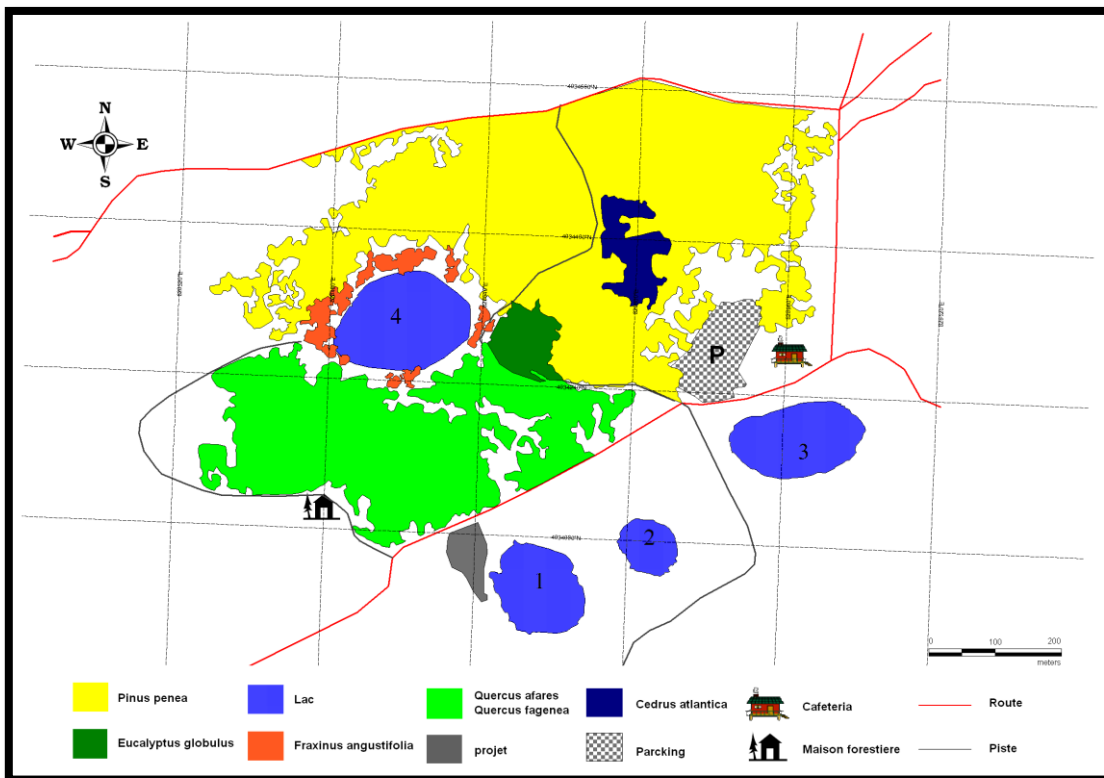 N
W E
S
4
P
3
2
1
0 100 200
meters
Pinus penea
Lac
Quercus afares
Quercus fagenea
Cedrus atlantica
Cafeteria
Route
Eucalyptus globulus
Fraxinus angustifolia
projet
Parcking
Maison forestiere
Piste